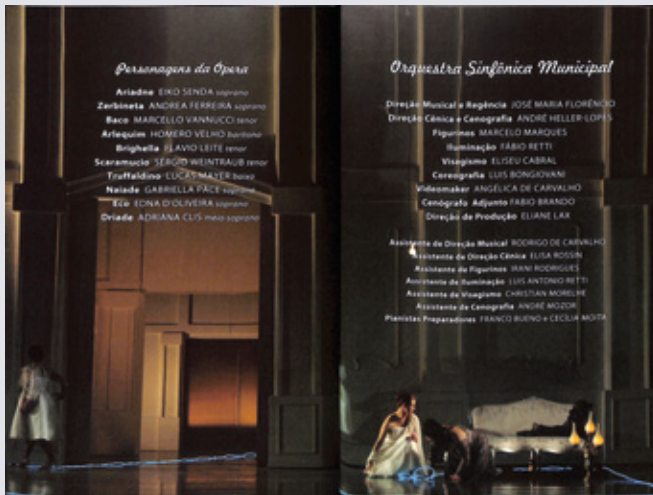 Personagens da Ópera
Ariadne EIKO SENDA soprano
Zerbineta ANDREA FERREIRA soprano
Baco MARCELLO VANNUCCI tenor
Arlequim HOMERO VELHO barítono
Brighella FLAVIO LEITE tenor
Scaramucio SÉRGIO WEINTRAUB tenor
Truffaldino LUCAS MAYER baixo
Naiade GABRIELLA PACE soprano
Eco EDNA D'OLIVEIRA soprano
Driade ADRIANA CLIS meio soprano
Orquestra Sinfônica Municipal
Direção Musical e Regência JOSÉ MARIA FLORÊNCIO
Direção Cênica e Cenografia ANDRÉ HELLER-LOPES
Figurinos MARCELO MARQUES
Iluminação FÁBIO RETTI
Visagismo ELISEU CABRAL
Coreografia LUIS BONGIOVANI
Videomaker ANGÉLICA DE CARVALHO
Cenógrafo Adjunto FABIO BRANDO
Direção de Produção ELIANE LAX
Assistente de Direção Musical RODRIGO DE CARVALHO
Assistente de Direção Cênica ELISA ROSSIN
Assistente de Figurinos IRANI RODRIGUES
Assistente de Iluminação LUIS ANTONIO RETTI
Assistente de Visagismo CHRISTIAN MORELHE
Assistente de Cenografia ANDRÉ MOZOR
Pianistas Preparadores FRANCO BUENO e CECÍLIA MOITA